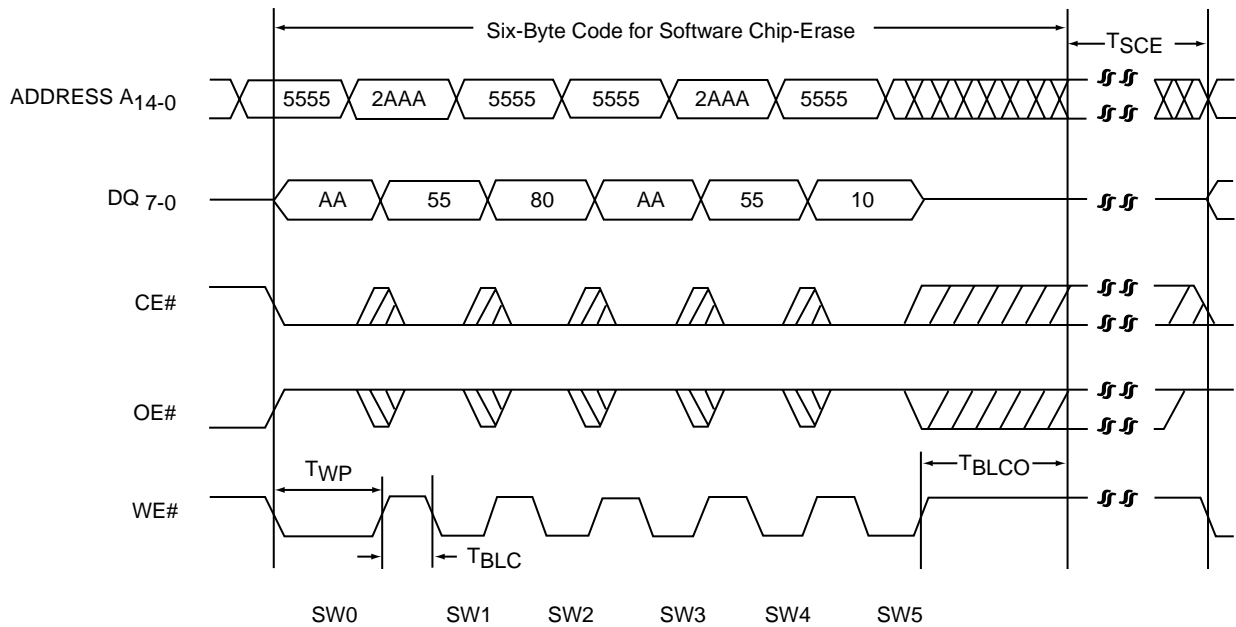 Six-Byte Code for Software Chip-Erase
TSCE
ADDRESS A14-0
5555 2AAA 5555 5555 2AAA 5555
DQ 7-0
AA 55 80 AA 55 10
CE#
OE#
TWP
TBLCO
WE#
TBLC
SW0 SW1 SW2 SW3 SW4 SW5